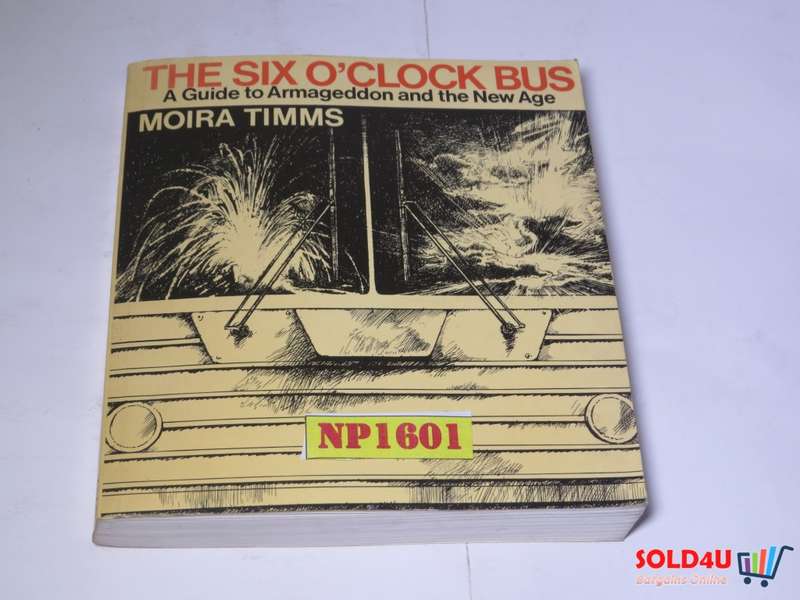 THE SIX O'CLOCK BUS
A Guide to Armageddon and the New Age
MOIRA TIMMS
NP1601
SOLD4U
Bargains Online